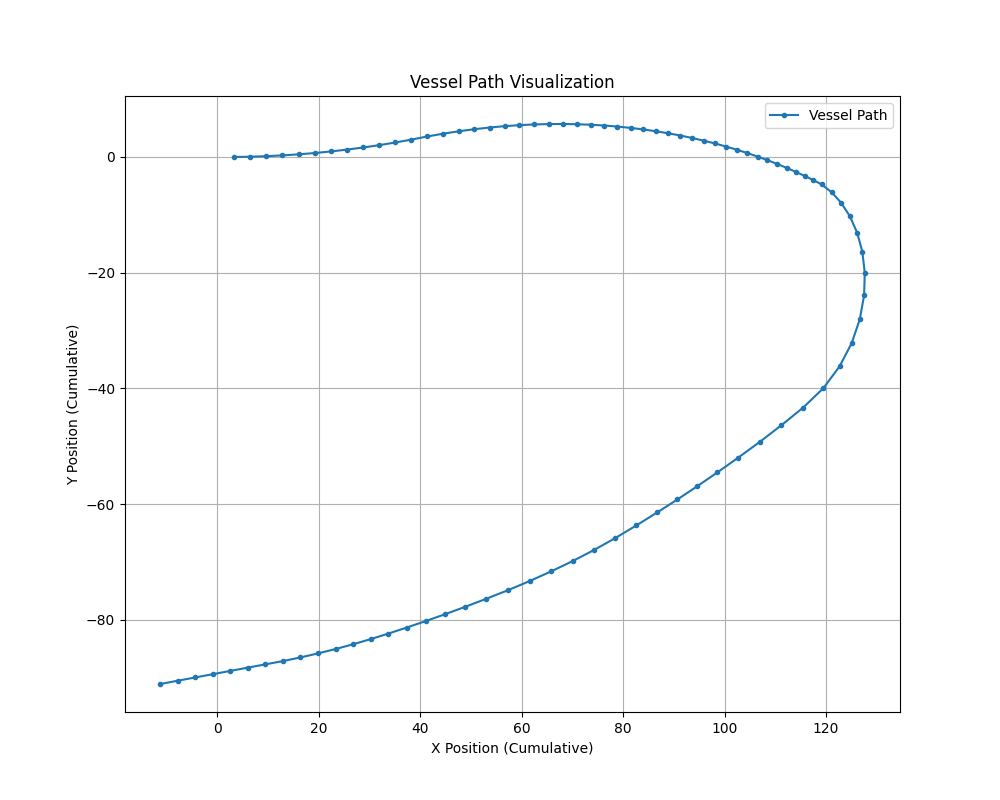 Vessel Path Visualization
Vessel Path
0
−20
−40
−60
−80
Y Position (Cumulative)
0 20 40 60 80 100 120
X Position (Cumulative)